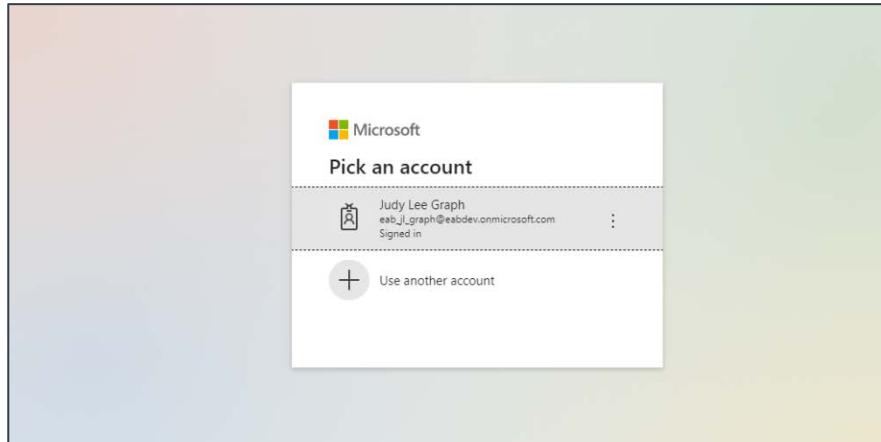 Microsoft
Pick an account
Judy Lee Graph
eab_jl_graph@eabdev.onmicrosoft.com
Signed in
Use another account